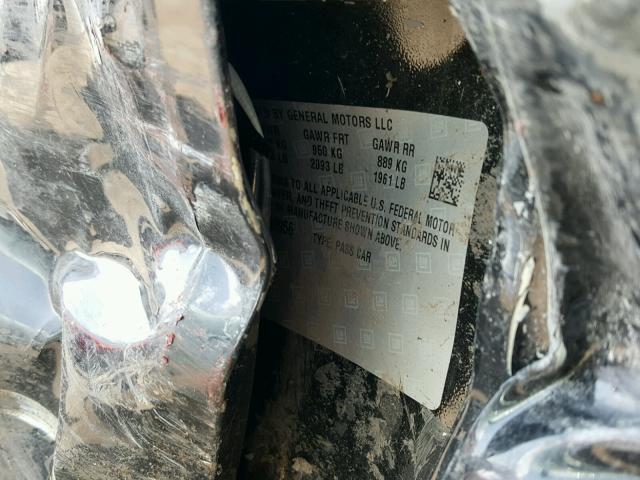 BY GENERAL MOTORS LLC
GAWR FRT GAWR RR
950 KG 889 KG
2093 LB 1961 LB
TO ALL APPLICABLE U.S. FEDERAL MOTOR
AND THEFT PREVENTION STANDARDS IN
MANUFACTURE SHOWN ABOVE.
TYPE: PASS CAR